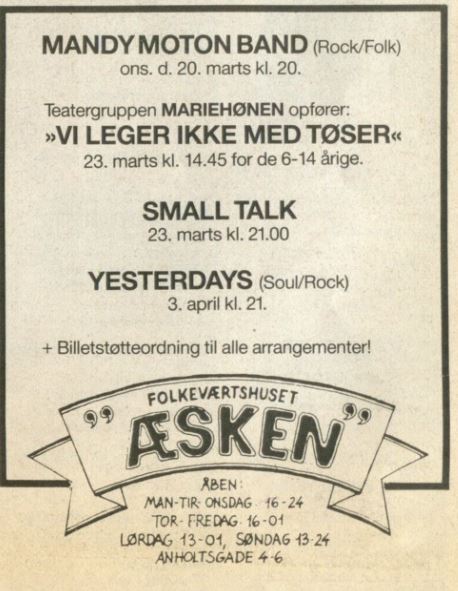 MANDY MOTON BAND (Rock/Folk)
ons. d. 20. marts kl. 20.
Teatergruppen MARIEHØNEN opfører:
»VI LEGER IKKE MED TØSER«
23. marts kl. 14.45 for de 6-14 årige.
SMALL TALK
23. marts kl. 21.00
YESTERDAYS (Soul/Rock)
3. april kl. 21.
+ Billetstøtteordning til alle arrangementer!
FOLKEVÆRTSHUSET
"ÆSKEN"
ÅBEN:
MAN-TIR-ONSDAG 16-24
TOR-FREDAG 16-01
LØRDAG 13-01, SØNDAG 13-24
ANHOLTSGADE 4-6